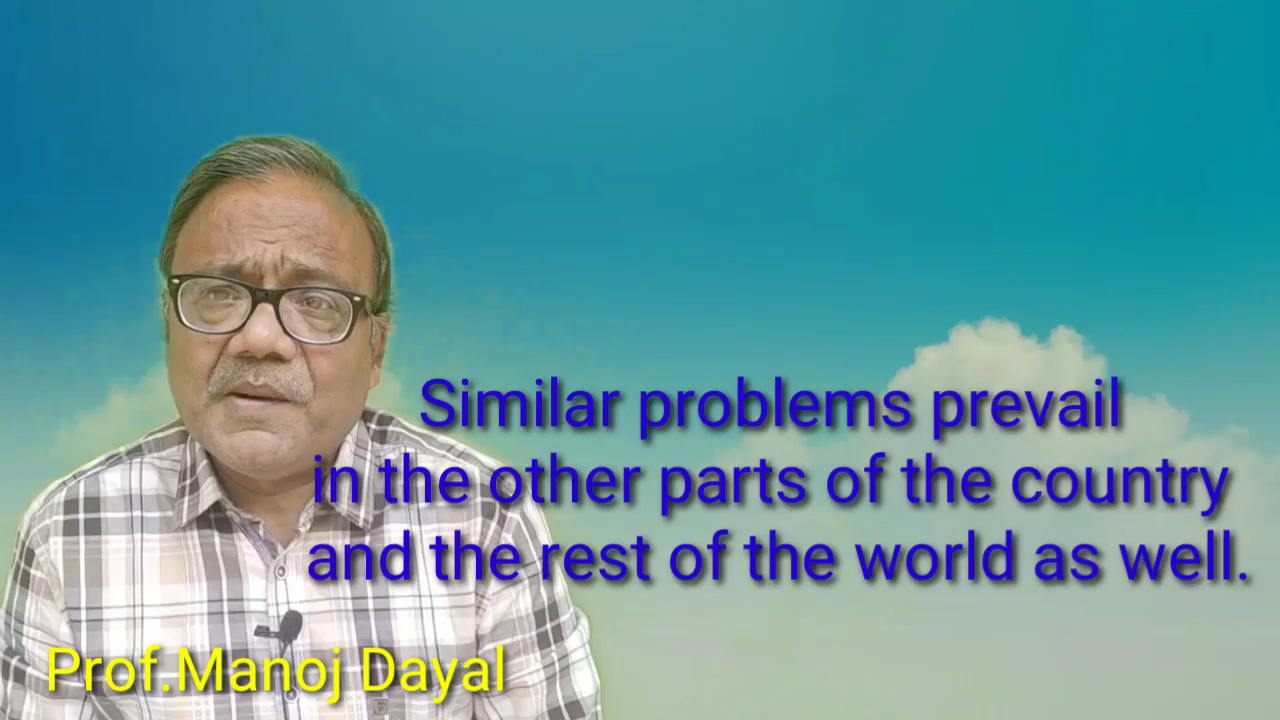 Similar problems prevail
in the other parts of the country
and the rest of the world as well.
Prof.Manoj Dayal